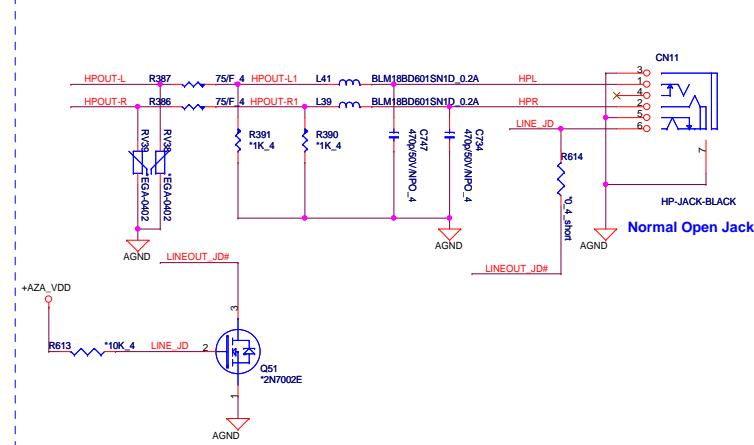 CN11
HPOUT-L R387 75/F_4 HPOUT-L1 L41 BLM18BD601SN1D_0.2A HPL
HPOUT-R R386 75/F_4 HPOUT-R1 L39 BLM18BD601SN1D_0.2A HPR
3
1
4
2
5
6
7
LINE_JD
RV39
*EGA-0402
RV38
*EGA-0402
R391
*1K_4
R390
*1K_4
C747
470p/50V/NPO_4
C734
470p/50V/NPO_4
R614
*0_4_short
HP-JACK-BLACK
Normal Open Jack
AGND
AGND
AGND
LINEOUT_JD#
LINEOUT_JD#
+AZA_VDD
R613 *10K_4 LINE_JD 2
3
Q51
*2N7002E
1
AGND